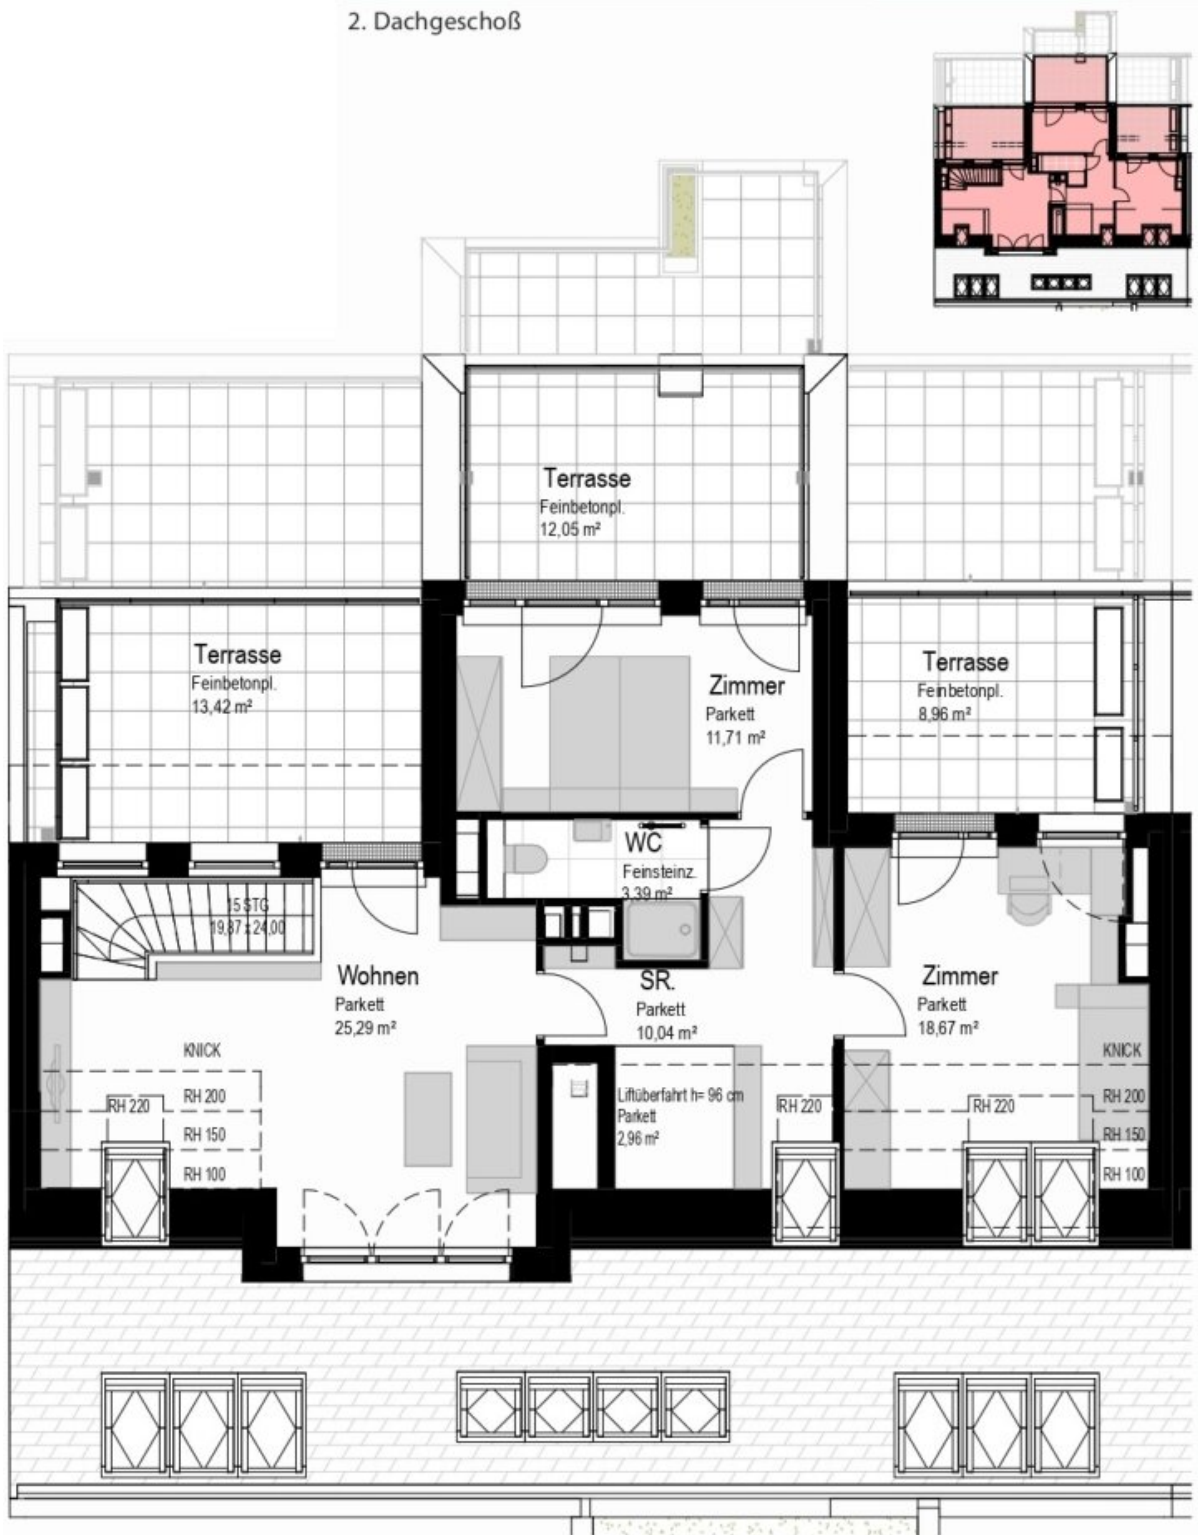 2. Dachgeschoß
Terrasse
Feinbetonpl.
12,05 m²
Terrasse
Feinbetonpl.
13,42 m²
Zimmer
Parkett
11,71 m²
Terrasse
Feinbetonpl.
8,96 m²
WC
Feinsteinz.
3,39 m²
15 STG
19,87 x 24,00
Wohnen
Parkett
25,29 m²
SR.
Parkett
10,04 m²
Zimmer
Parkett
18,67 m²
KNICK
RH 200
RH 220
RH 150
RH 100
Liftüberfahrt h= 96 cm
Parkett
2,96 m²
RH 220
RH 220
KNICK
RH 200
RH 150
RH 100